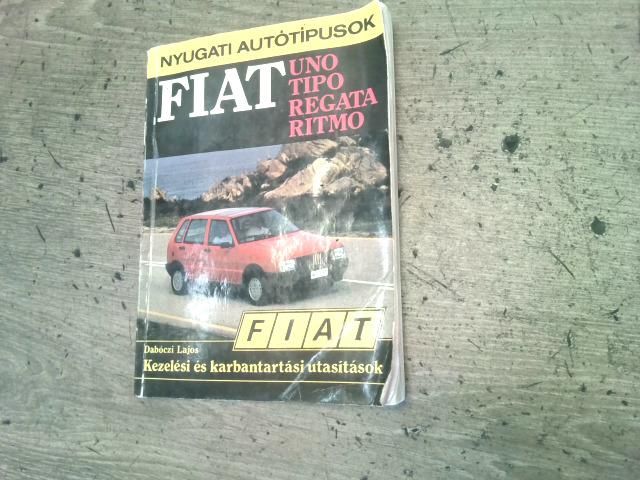 NYUGATI AUTÓTÍPUSOK
FIAT
UNO
TIPO
REGATA
RITMO
FIAT
Dabóczi Lajos
Kezelési és karbantartási utasítások